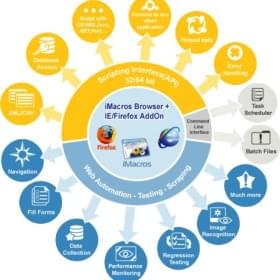 Script with
C#,VB6,Java,
.NET,Perl...
Connect to any
other
application
Thread safe
Error
Handling
Database
Access
XML/CSV
Scripting Interface(API)
32/64 bit
iMacros Browser +
IE/Firefox AddOn
Firefox
iMacros
Command
Line Interface
Task
Scheduler
Batch Files
Web Automation - Testing - Scraping
Navigation
Fill Forms
Data
Collection
Performance
Monitoring
Regression
Testing
Image
Recognition
Much more